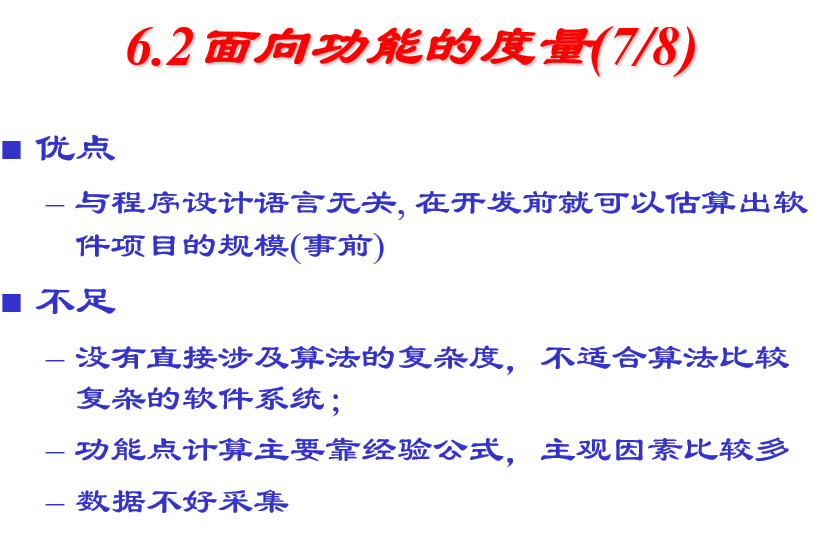 6.2面向功能的度量(7/8)
■ 优点
– 与程序设计语言无关, 在开发前就可以估算出软
件项目的规模(事前)
■ 不足
– 没有直接涉及算法的复杂度，不适合算法比较
复杂的软件系统；
– 功能点计算主要靠经验公式，主观因素比较多
– 数据不好采集